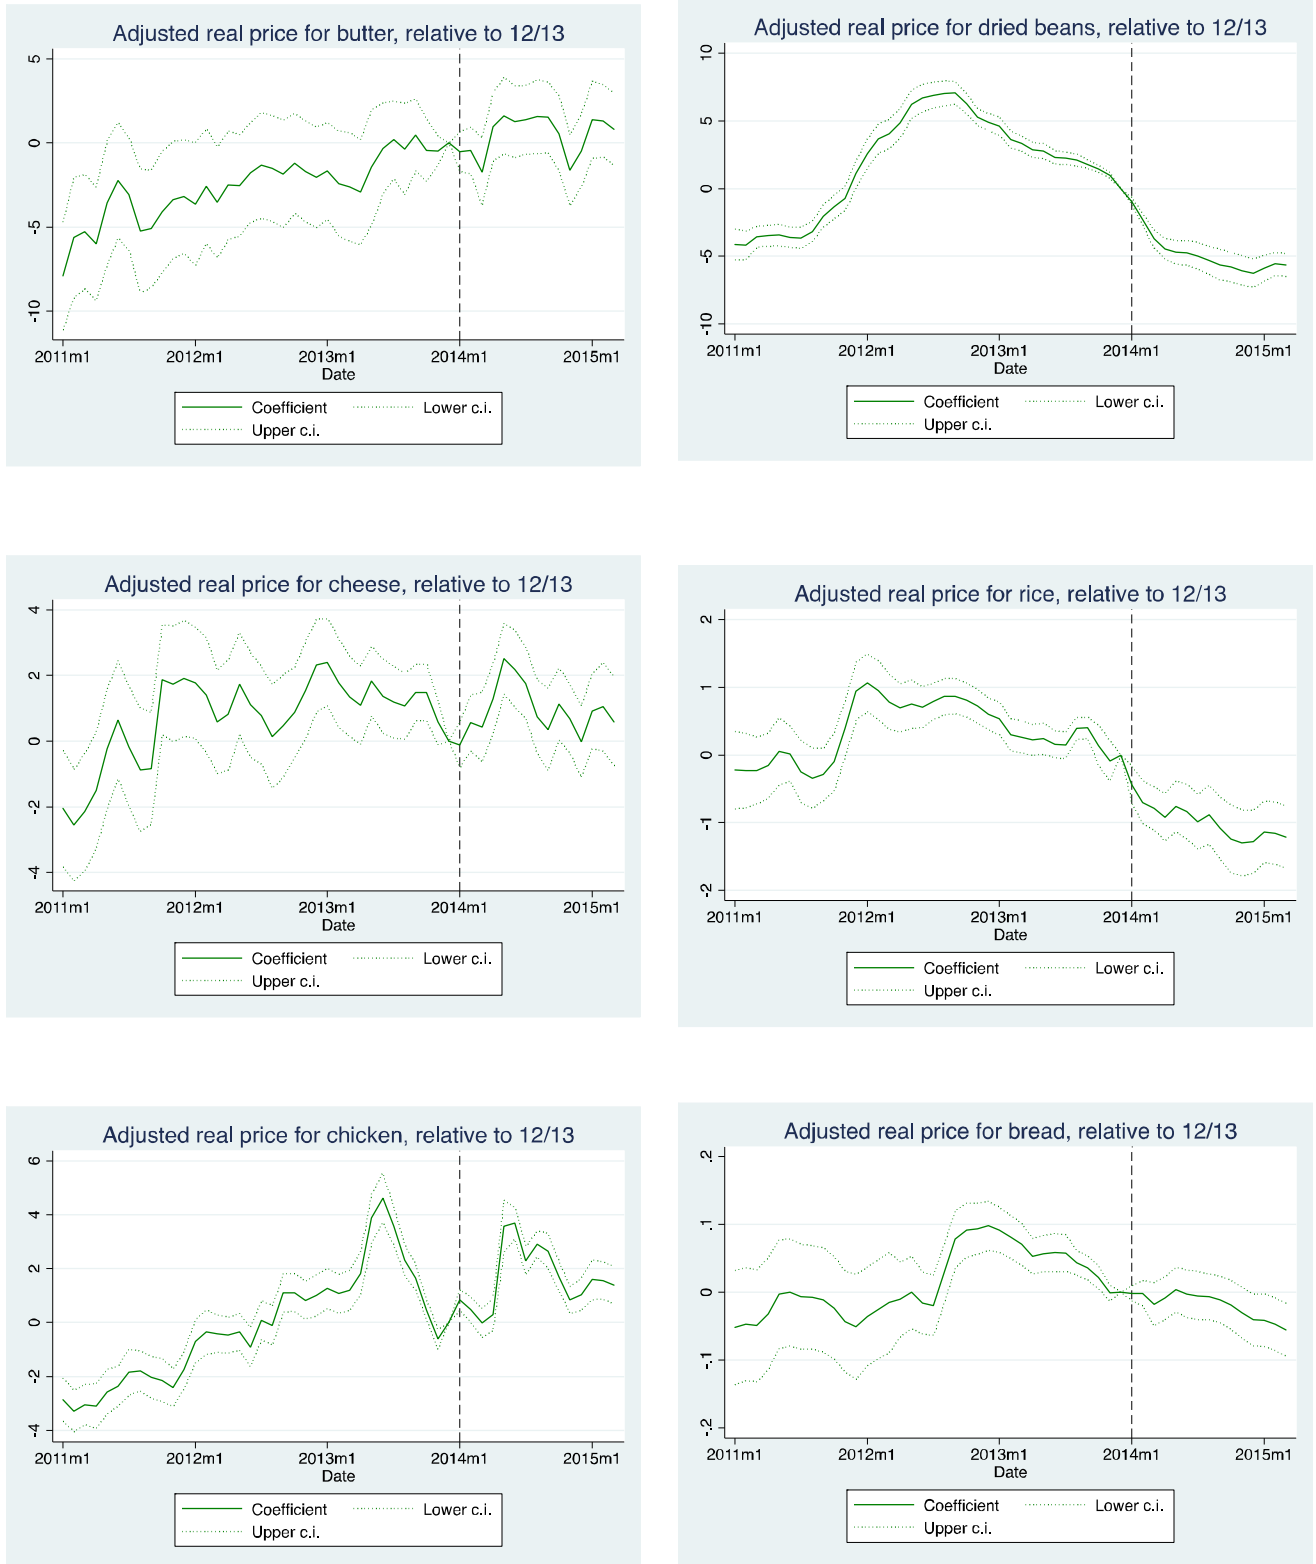 Adjusted real price for butter, relative to 12/13
5
0
-5
-10
2011m1 2012m1 2013m1 2014m1 2015m1
Date
Coefficient Lower c.i.
Upper c.i.
Adjusted real price for dried beans, relative to 12/13
10
5
0
-5
-10
2011m1 2012m1 2013m1 2014m1 2015m1
Date
Coefficient Lower c.i.
Upper c.i.
Adjusted real price for cheese, relative to 12/13
4
2
0
-2
-4
2011m1 2012m1 2013m1 2014m1 2015m1
Date
Coefficient Lower c.i.
Upper c.i.
Adjusted real price for rice, relative to 12/13
2
1
0
-1
-2
2011m1 2012m1 2013m1 2014m1 2015m1
Date
Coefficient Lower c.i.
Upper c.i.
Adjusted real price for chicken, relative to 12/13
6
4
2
0
-2
-4
2011m1 2012m1 2013m1 2014m1 2015m1
Date
Coefficient Lower c.i.
Upper c.i.
Adjusted real price for bread, relative to 12/13
.2
.1
0
-.1
-.2
2011m1 2012m1 2013m1 2014m1 2015m1
Date
Coefficient Lower c.i.
Upper c.i.